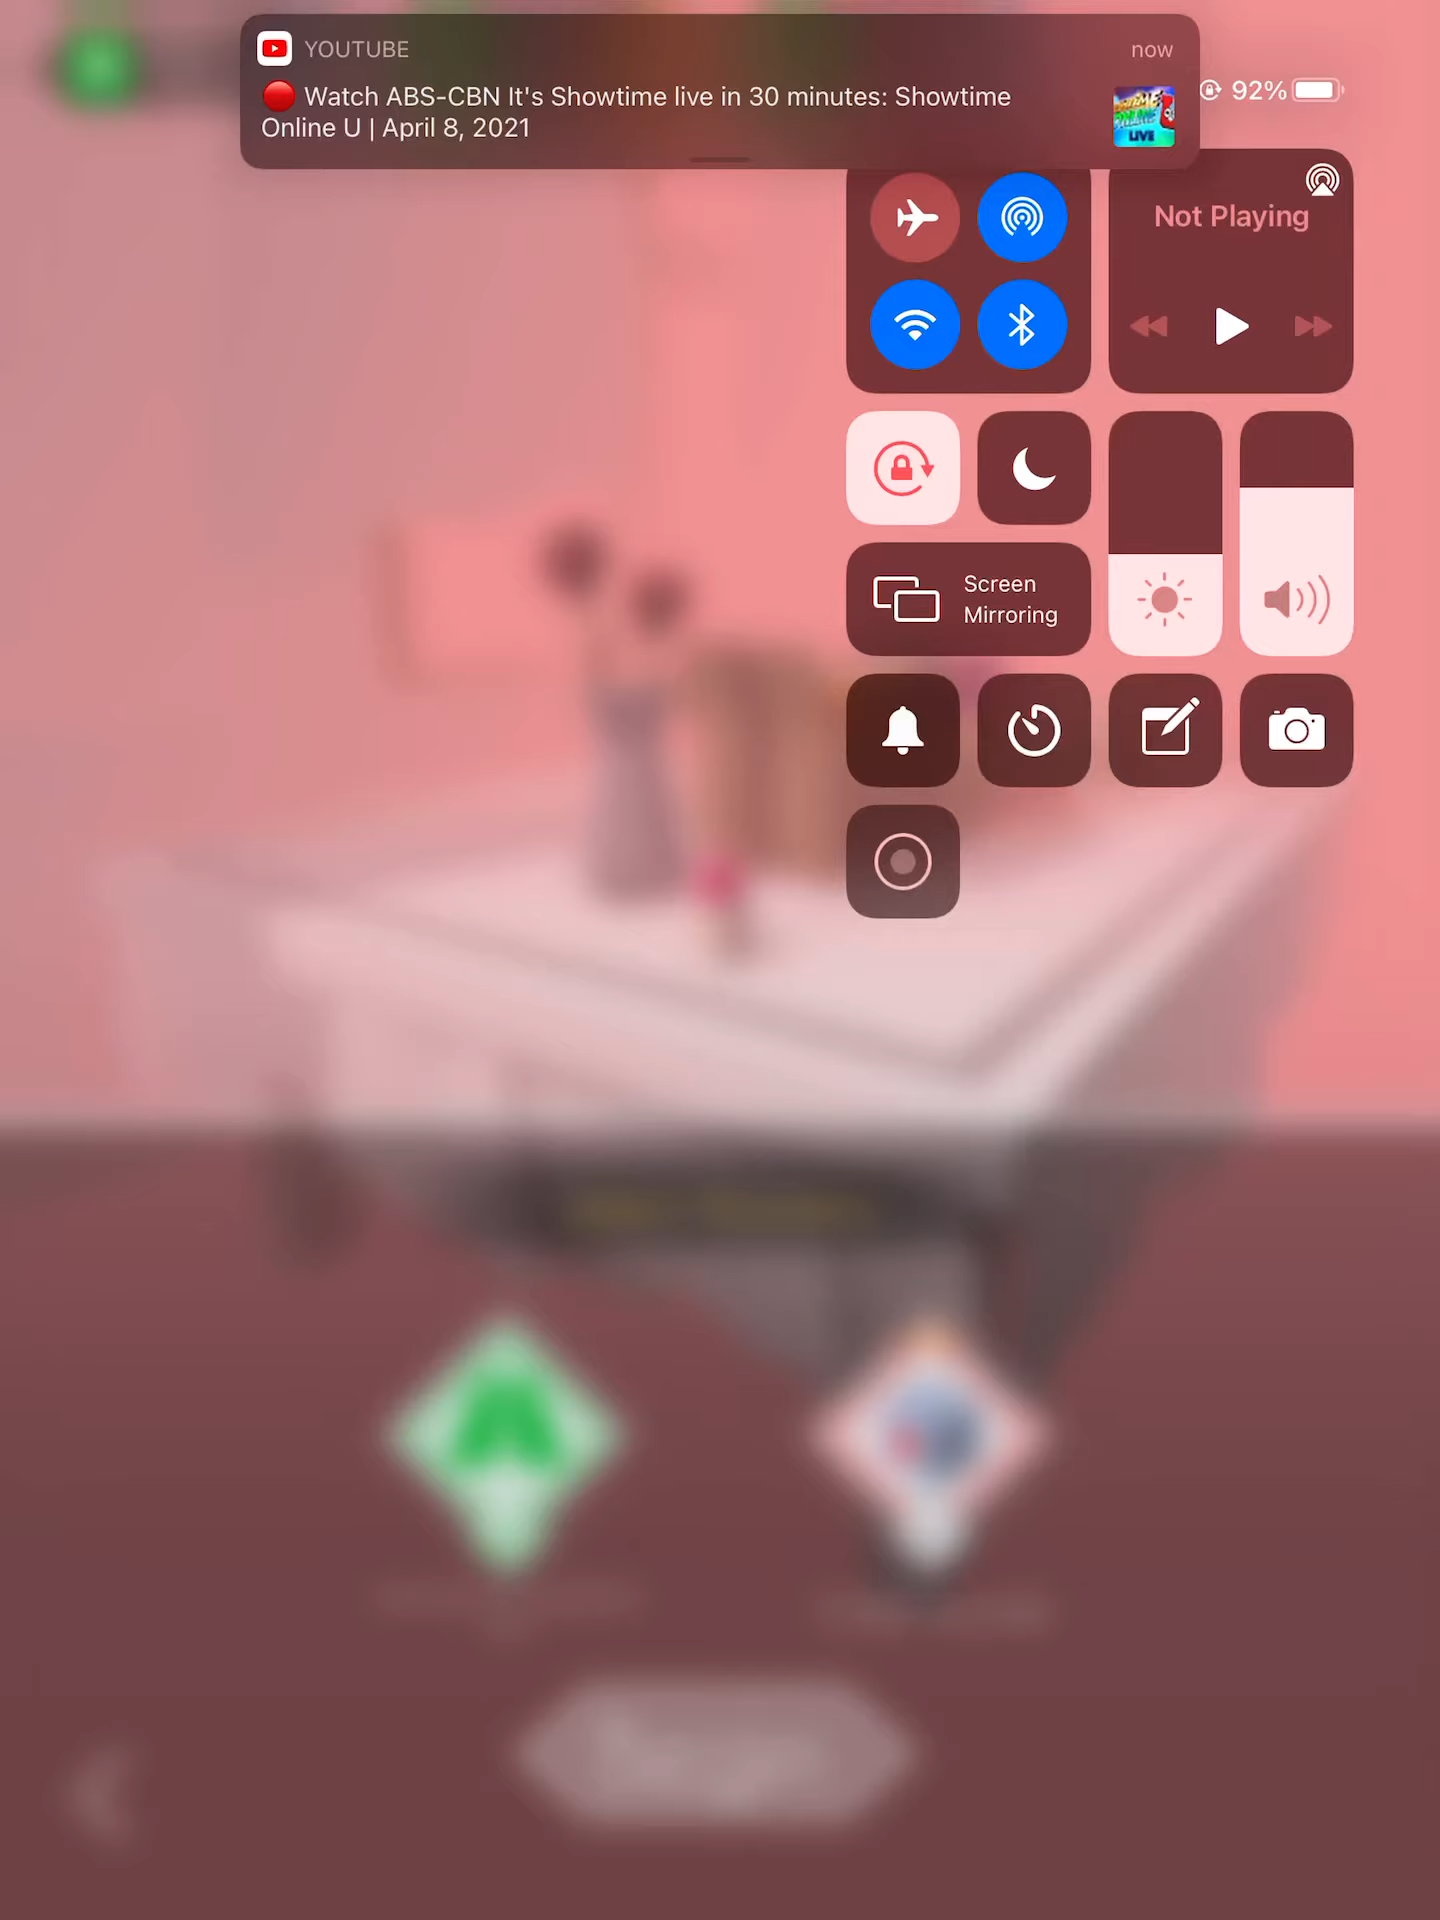 YOUTUBE
now
🔴 Watch ABS-CBN It's Showtime live in 30 minutes: Showtime
Online U | April 8, 2021
LIVE
92%
Not Playing
Screen
Mirroring